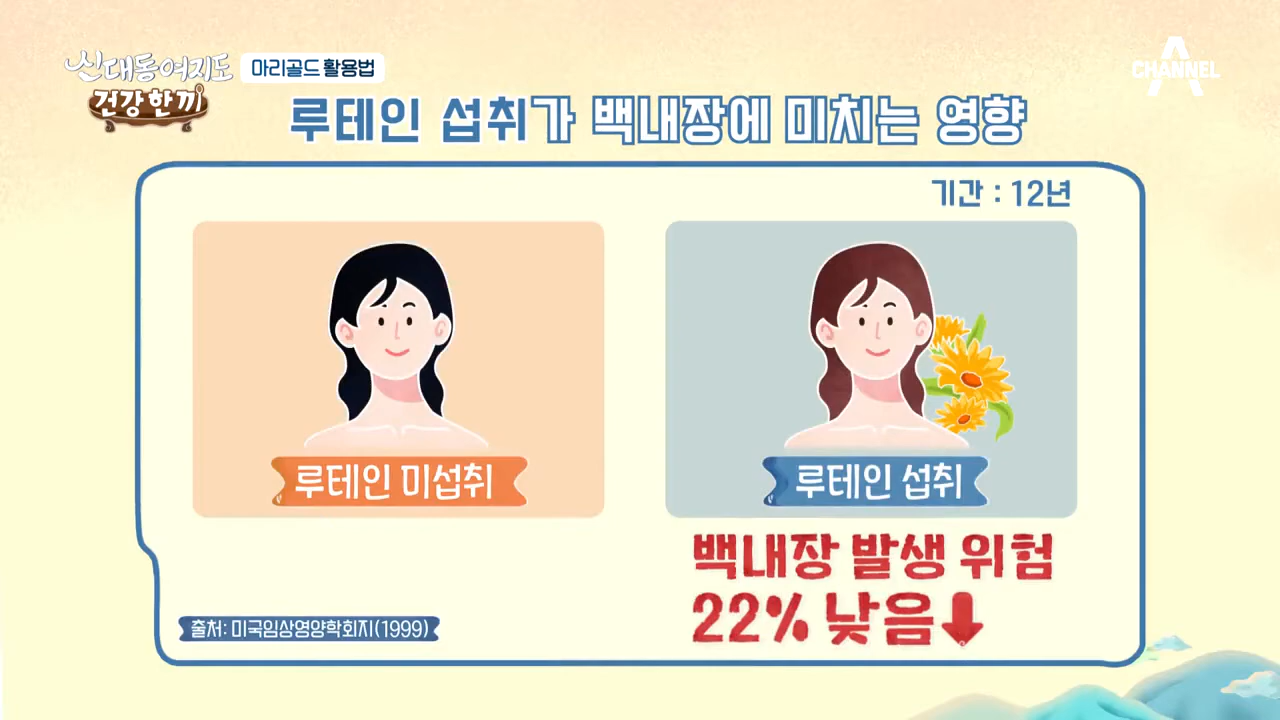 신대동여지도
건강한끼
마리골드 활용법
CHANNEL A
루테인 섭취가 백내장에 미치는 영향
기간 : 12년
루테인 미섭취
루테인 섭취
백내장 발생 위험
22% 낮음
출처: 미국임상영양학회지(1999)